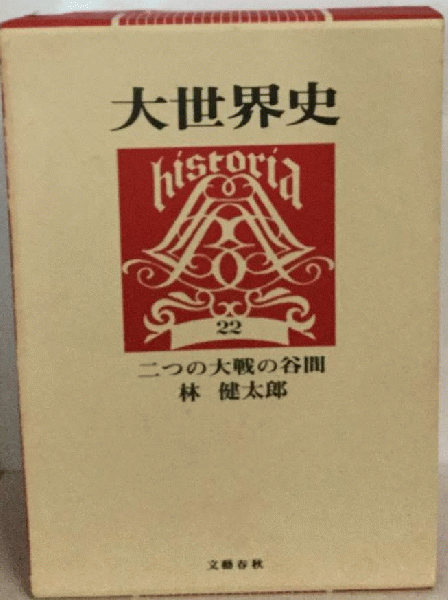 大世界史
historia
22
二つの大戦の谷間
林 健太郎
文藝春秋